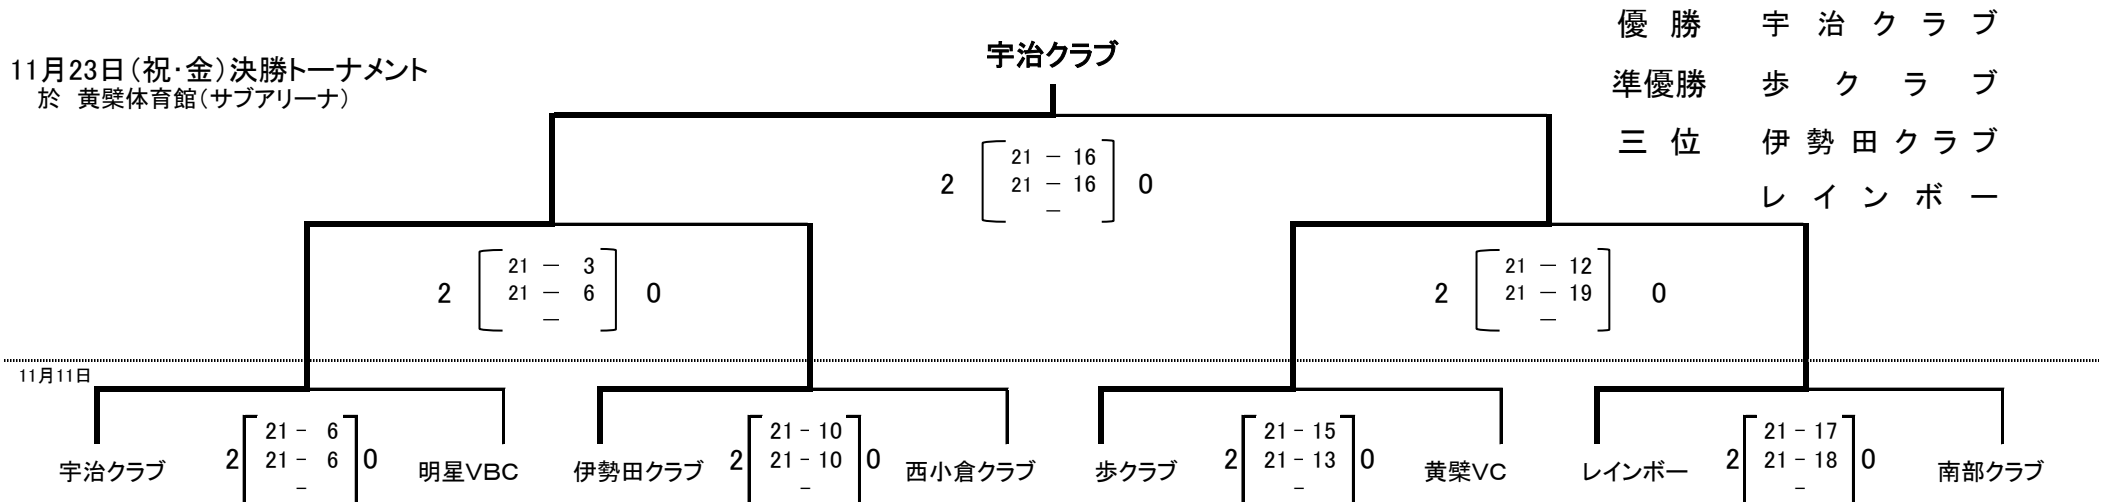 優勝 宇治クラブ
宇治クラブ
11月23日(祝・金)決勝トーナメント
於 黄檗体育館(サブアリーナ)
準優勝 歩クラブ
三位 伊勢田クラブ
レインボー
21 － 16
2 21 － 16 0
－
21 － 3
2 21 － 6 0
－
21 － 12
2 21 － 19 0
－
11月11日
21 - 6
2 21 - 6 0
-
21 - 10
2 21 - 10 0
-
21 - 15
2 21 - 13 0
-
21 - 17
2 21 - 18 0
-
宇治クラブ 明星VBC 伊勢田クラブ 西小倉クラブ 歩クラブ 黄檗VC レインボー 南部クラブ